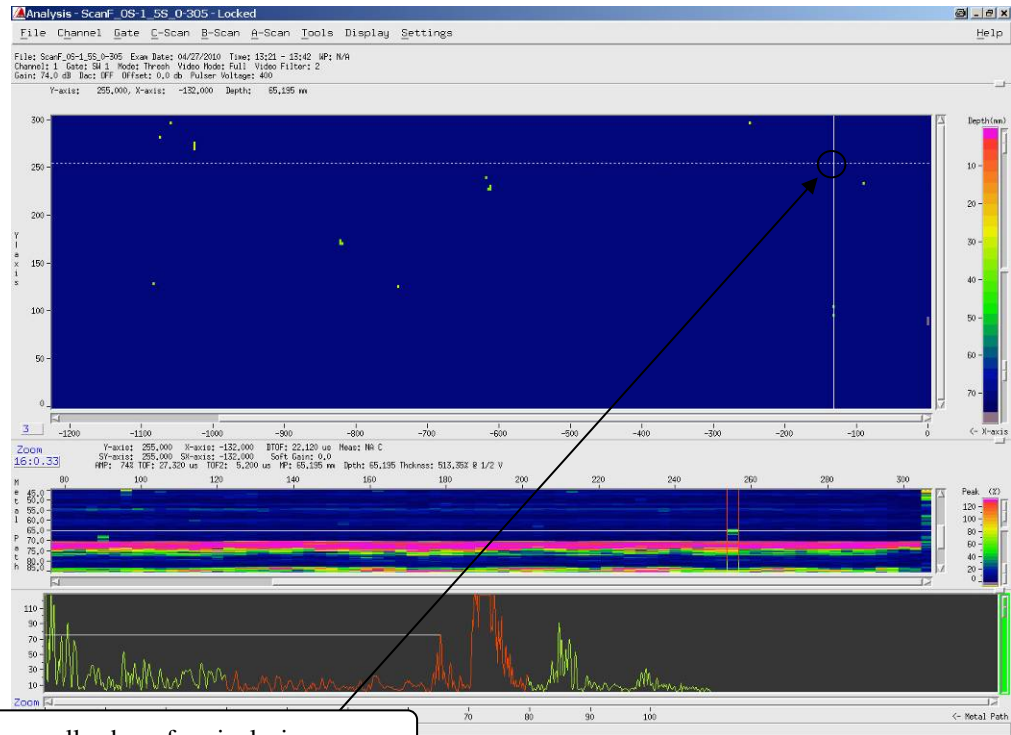 Analysis - ScanF_0S-1_5S_0-305 - Locked
File Channel Gate C-Scan B-Scan A-Scan Tools Display Settings Help
File: ScanF_0S-1_5S_0-305 Exam Date: 04/27/2010 Time: 13:21 - 13:42 WP: N/A
Channel: 1 Gate: SW 1 Mode: Thresh Video Mode: Full Video Filter: 2
Gain: 74.0 dB Dac: OFF Offset: 0.0 db Pulser Voltage: 400
Y-axis: 255.000, X-axis: -132.000 Depth: 65.195 mm
Depth(mm)
300
250
200
150
100
50
0
Y-axis
10
20
30
40
50
60
70
3
-1200 -1100 -1000 -900 -800 -700 -600 -500 -400 -300 -200 -100 0
<- X-axis
Zoom
16:0.33
Y-axis: 255.000 X-axis: -132.000 DTOF: 22.120 us Meas: NA C
SY-axis: 255.000 SX-axis: -132.000 Soft Gain: 0.0
AMP: 74% TOF: 27.320 us TOF2: 5.200 us MP: 65.195 mm Dpth: 65.195 Thcknss: 513.35% @ 1/2 V
80 100 120 140 160 180 200 220 240 260 280 300
Metal Path
45.0
50.0
55.0
60.0
65.0
70.0
75.0
80.0
85.0
Peak (%)
120
100
80
60
40
20
0
110
90
70
50
30
10
Zoom
70 80 90 100
<- Metal Path